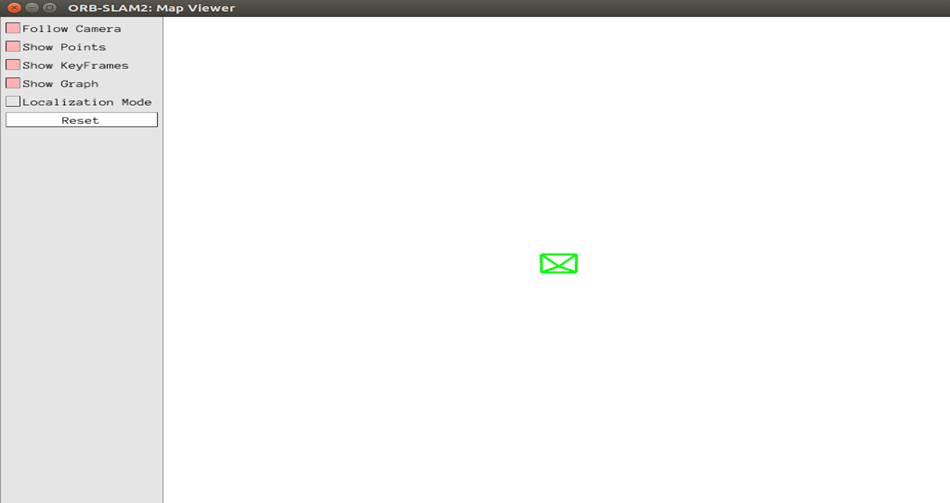 ORB-SLAM2: Map Viewer
Follow Camera
Show Points
Show KeyFrames
Show Graph
Localization Mode
Reset